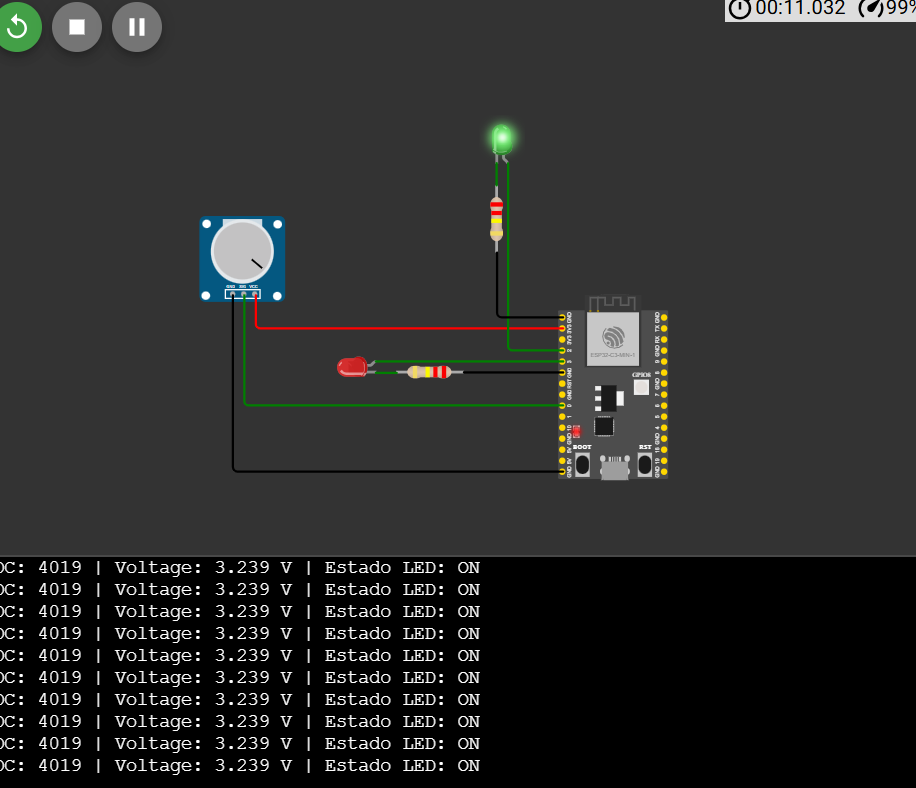 00:11.032 99%
GND SIG VCC
ESP32-C3-MINI-1
GPIO8
BOOT
RST
DC: 4019 | Voltage: 3.239 V | Estado LED: ON
DC: 4019 | Voltage: 3.239 V | Estado LED: ON
DC: 4019 | Voltage: 3.239 V | Estado LED: ON
DC: 4019 | Voltage: 3.239 V | Estado LED: ON
DC: 4019 | Voltage: 3.239 V | Estado LED: ON
DC: 4019 | Voltage: 3.239 V | Estado LED: ON
DC: 4019 | Voltage: 3.239 V | Estado LED: ON
DC: 4019 | Voltage: 3.239 V | Estado LED: ON
DC: 4019 | Voltage: 3.239 V | Estado LED: ON
DC: 4019 | Voltage: 3.239 V | Estado LED: ON